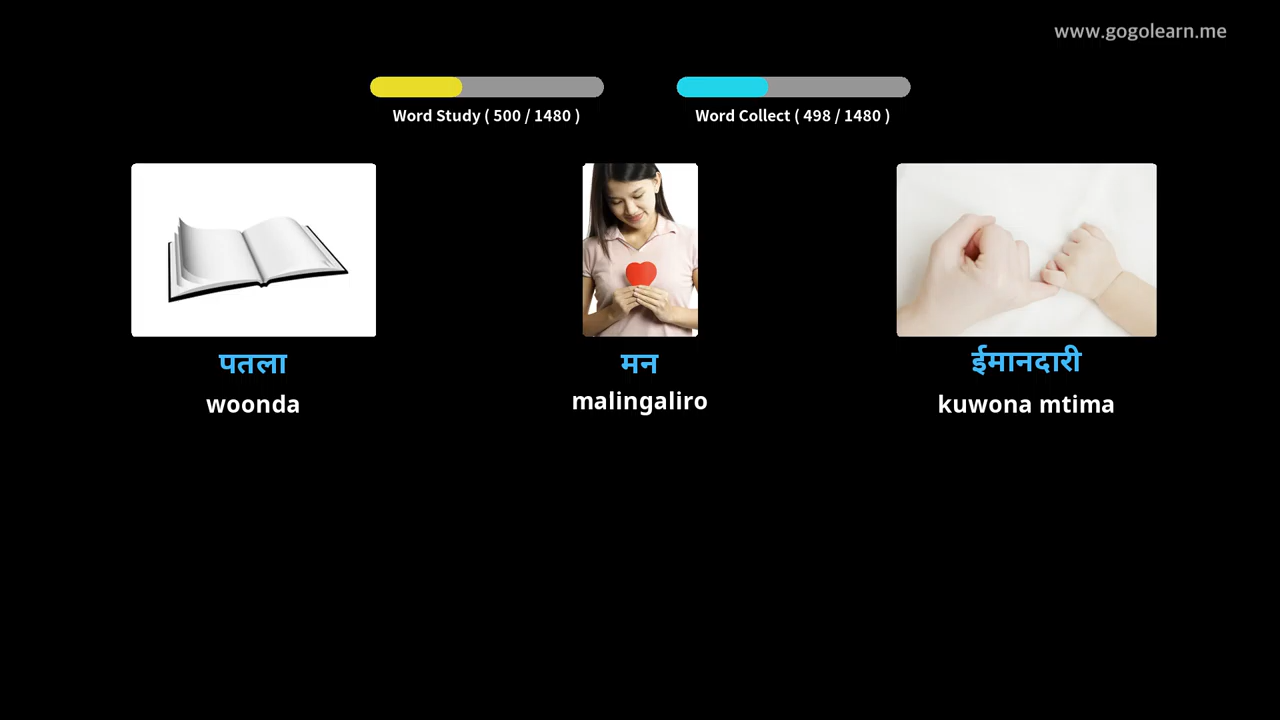 www.gogolearn.me
Word Study ( 500 / 1480 )
Word Collect ( 498 / 1480 )
पतला
मन
ईमानदारी
woonda
malingaliro
kuwona mtima